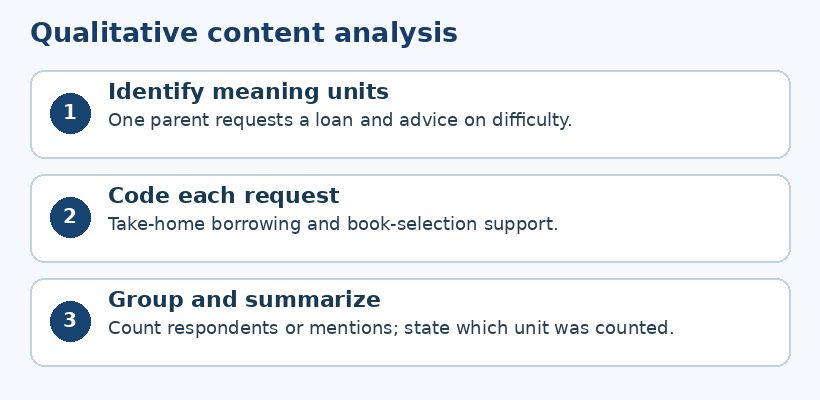 Qualitative content analysis
1
Identify meaning units
One parent requests a loan and advice on difficulty.
2
Code each request
Take-home borrowing and book-selection support.
3
Group and summarize
Count respondents or mentions; state which unit was counted.